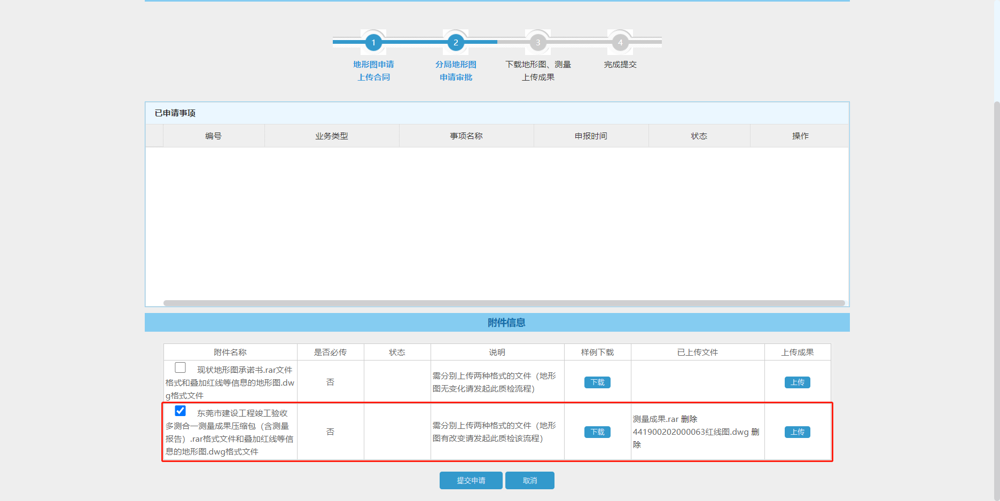 1
2
3
4
地形图申请
上传合同
分局地形图
申请审批
下载地形图、测量
上传成果
完成提交
已申请事项
编号
业务类型
事项名称
申报时间
状态
操作
附件信息
附件名称
是否必传
状态
说明
样例下载
已上传文件
上传成果
现状地形图承诺书.rar文件
格式和叠加红线等信息的地形图.dw
g格式文件
否
需分别上传两种格式的文件（地形
图无变化请发起此质检流程）
下载
上传
东莞市建设工程竣工验收
多测合一测量成果压缩包（含测量
报告）.rar格式文件和叠加红线等信
息的地形图.dwg格式文件
否
需分别上传两种格式的文件（地形
图有改变请发起此质检该流程）
下载
测量成果.rar 删除
441900202000063红线图.dwg 删
除
上传
提交申请
取消